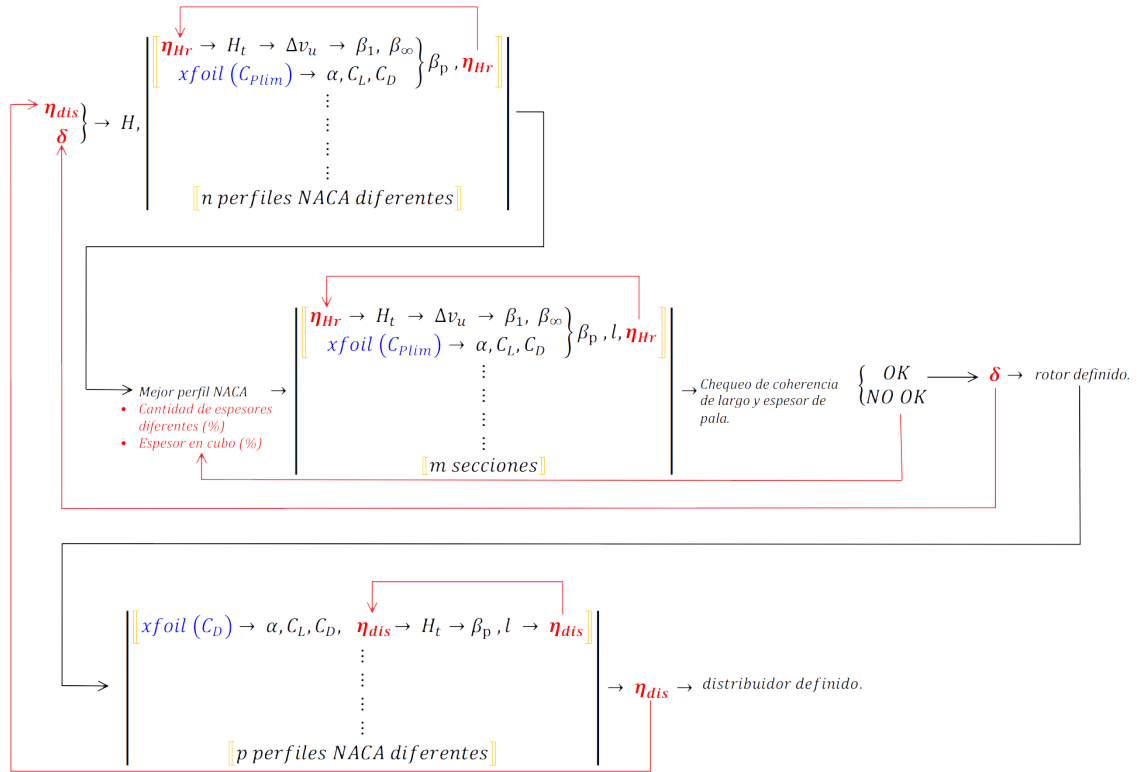 η_Hr → H_t → Δv_u → β_1, β_∞
xfoil (C_Plim) → α, C_L, C_D
} β_p , η_Hr
η_dis
δ
} → H,
[n perfiles NACA diferentes]
η_Hr → H_t → Δv_u → β_1, β_∞
xfoil (C_Plim) → α, C_L, C_D
} β_p , l, η_Hr
[m secciones]
Mejor perfil NACA →
• Cantidad de espesores
diferentes (%)
• Espesor en cubo (%)
→ Chequeo de coherencia
de largo y espesor de
pala.
{ OK
NO OK
δ → rotor definido.
xfoil (C_D) → α, C_L, C_D, η_dis → H_t → β_p , l → η_dis
[p perfiles NACA diferentes]
→ η_dis → distribuidor definido.